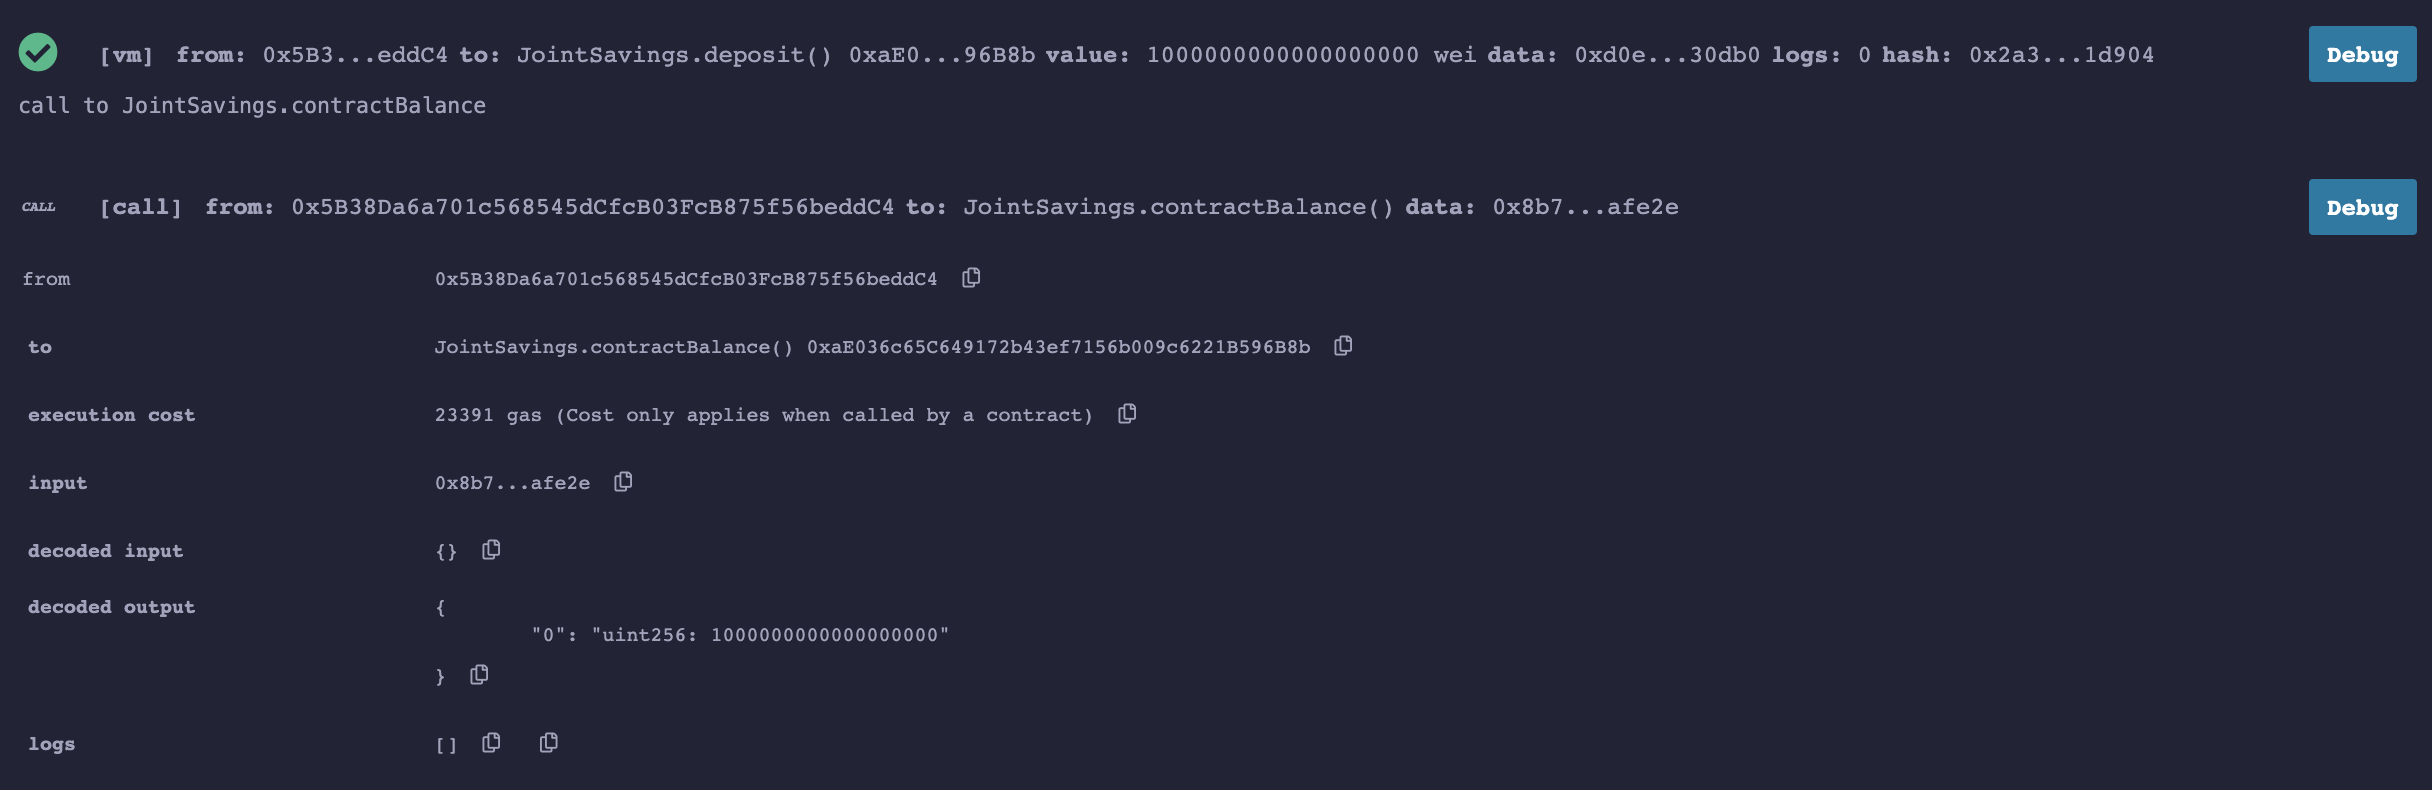 [vm] from: 0x5B3...eddC4 to: JointSavings.deposit() 0xaE0...96B8b value: 1000000000000000000 wei data: 0xd0e...30db0 logs: 0 hash: 0x2a3...1d904 Debug
call to JointSavings.contractBalance
CALL [call] from: 0x5B38Da6a701c568545dCfcB03FcB875f56beddC4 to: JointSavings.contractBalance() data: 0x8b7...afe2e Debug
from 0x5B38Da6a701c568545dCfcB03FcB875f56beddC4
to JointSavings.contractBalance() 0xaE036c65C649172b43ef7156b009c6221B596B8b
execution cost 23391 gas (Cost only applies when called by a contract)
input 0x8b7...afe2e
decoded input {}
decoded output {
"0": "uint256: 1000000000000000000"
}
logs []